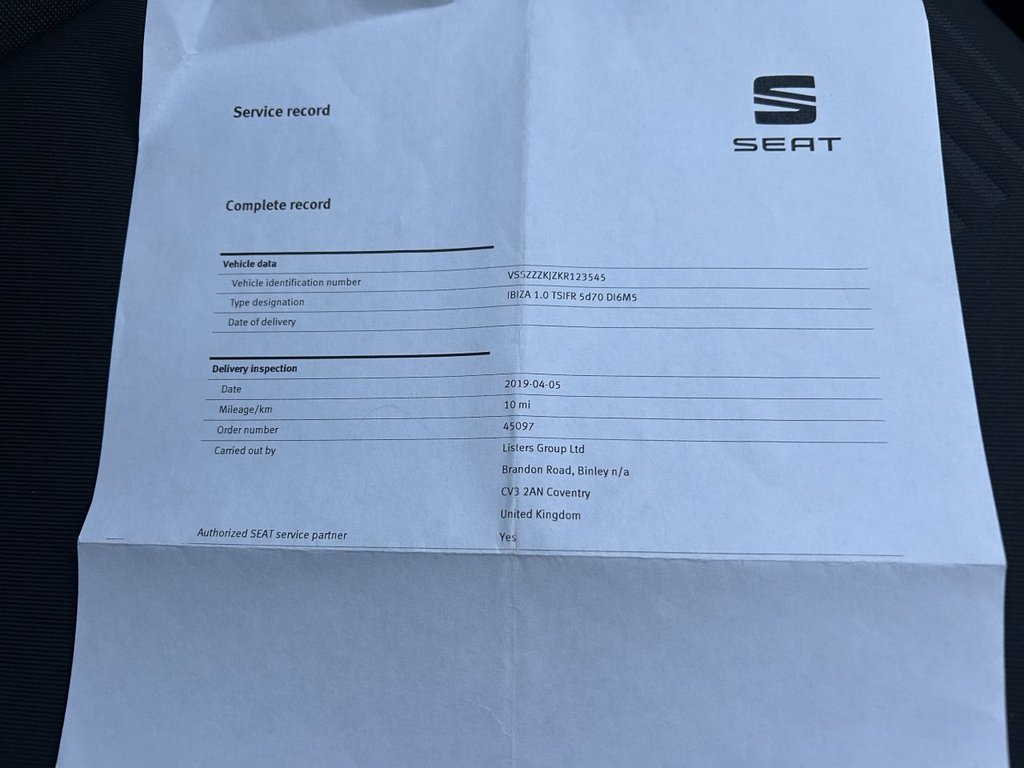 Service record
SEAT
Complete record
Vehicle data
Vehicle identification number VSSZZZKJZKR123545
Type designation IBIZA 1.0 TSIFR 5d70 DI6M5
Date of delivery
Delivery inspection
Date 2019-04-05
Mileage/km 10 mi
Order number 45097
Carried out by Listers Group Ltd
Brandon Road, Binley n/a
CV3 2AN Coventry
United Kingdom
Authorized SEAT service partner Yes